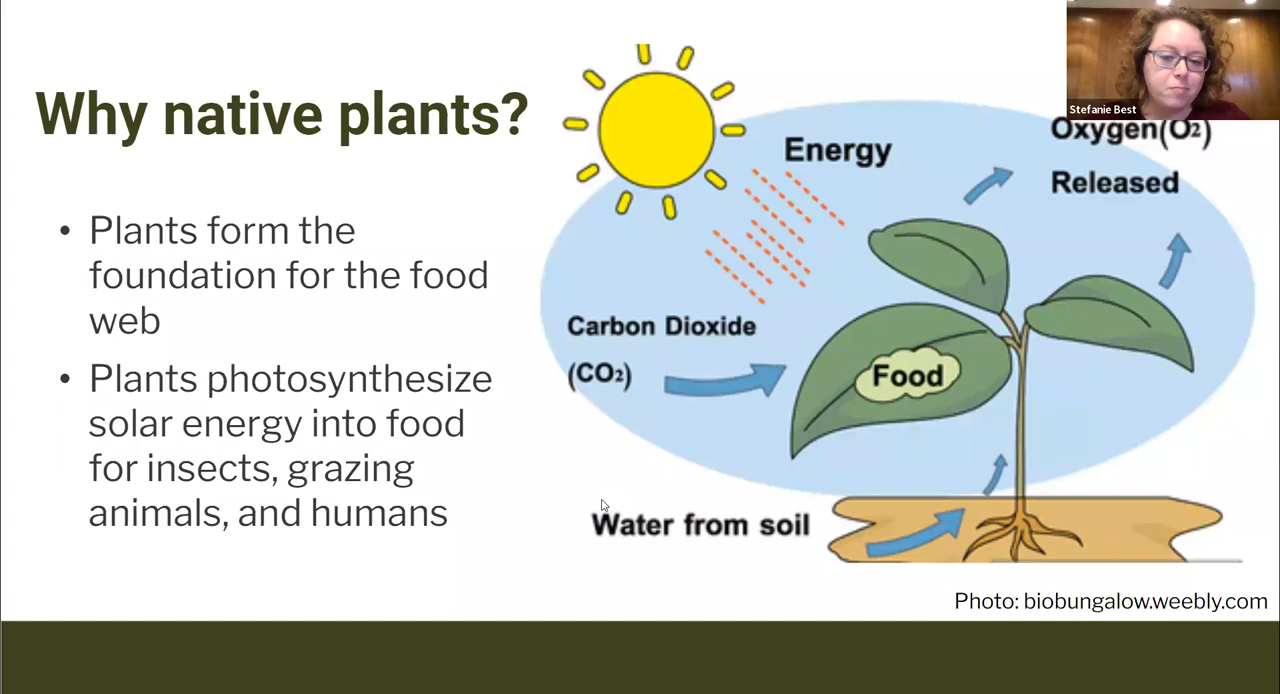 Why native plants?
• Plants form the
foundation for the food
web
• Plants photosynthesize
solar energy into food
for insects, grazing
animals, and humans
Energy
Oxygen(O₂)
Released
Carbon Dioxide
(CO₂)
Food
Water from soil
Photo: biobungalow.weebly.com
Stefanie Best